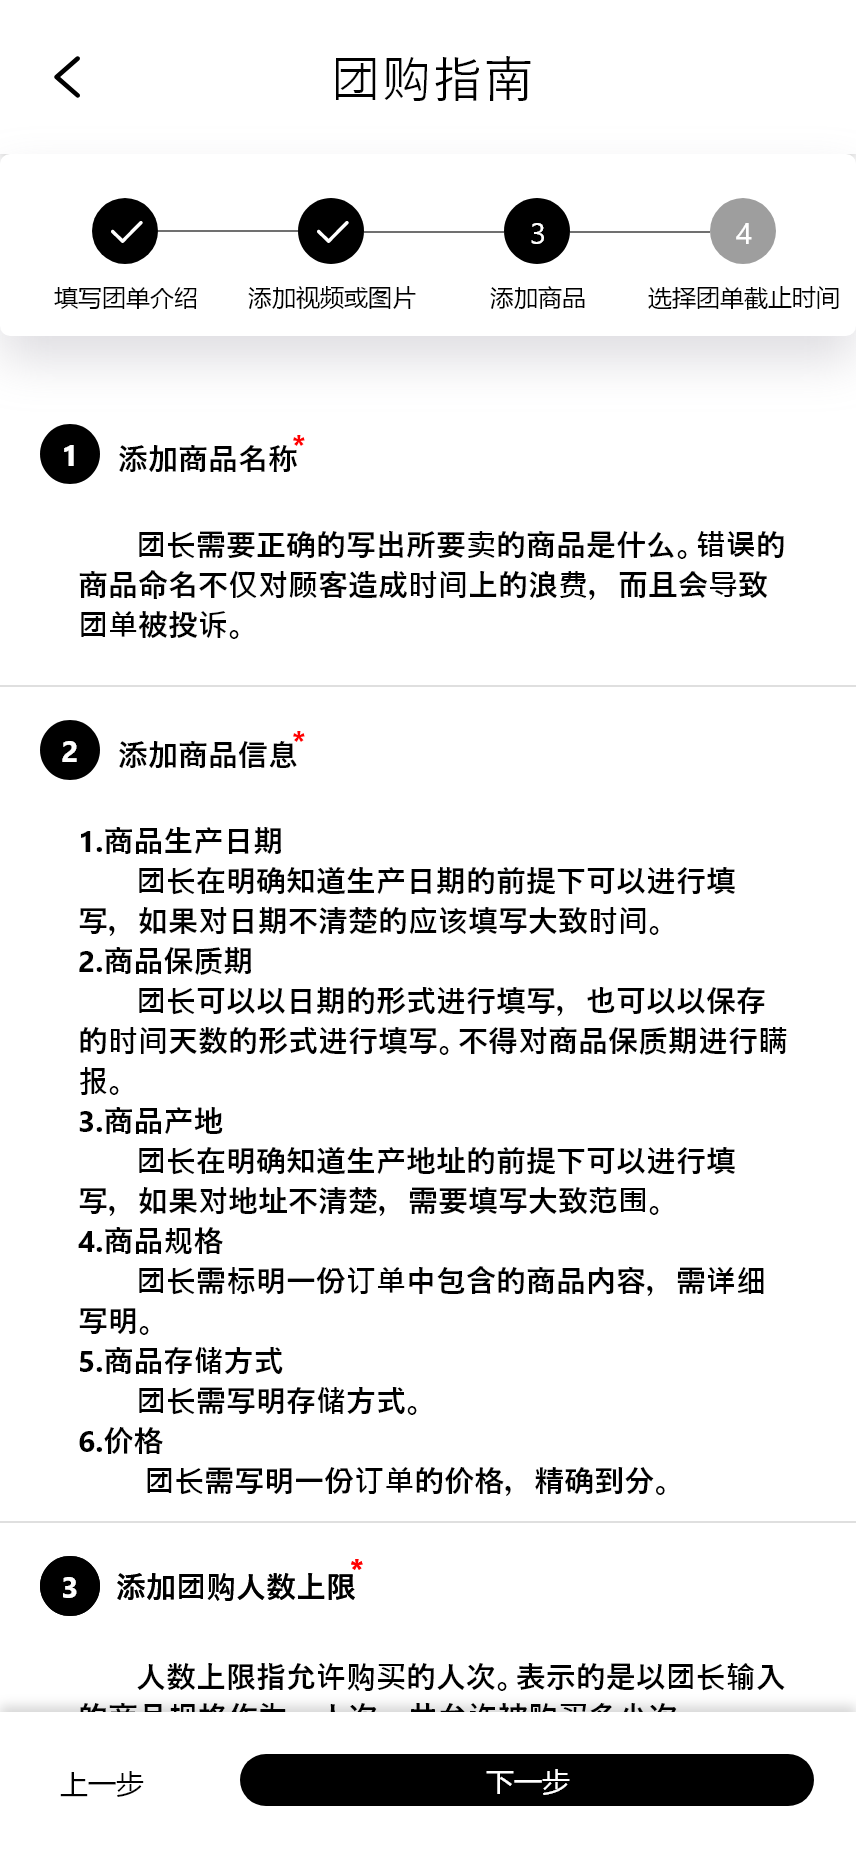 团购指南
3
4
填写团单介绍
添加视频或图片
添加商品
选择团单截止时间
1 添加商品名称*
团长需要正确的写出所要卖的商品是什么。错误的
商品命名不仅对顾客造成时间上的浪费，而且会导致
团单被投诉。
2 添加商品信息*
1.商品生产日期
团长在明确知道生产日期的前提下可以进行填
写，如果对日期不清楚的应该填写大致时间。
2.商品保质期
团长可以以日期的形式进行填写，也可以以保存
的时间天数的形式进行填写。不得对商品保质期进行瞒
报。
3.商品产地
团长在明确知道生产地址的前提下可以进行填
写，如果对地址不清楚，需要填写大致范围。
4.商品规格
团长需标明一份订单中包含的商品内容，需详细
写明。
5.商品存储方式
团长需写明存储方式。
6.价格
团长需写明一份订单的价格，精确到分。
3 添加团购人数上限*
人数上限指允许购买的人次。表示的是以团长输入
上一步
下一步